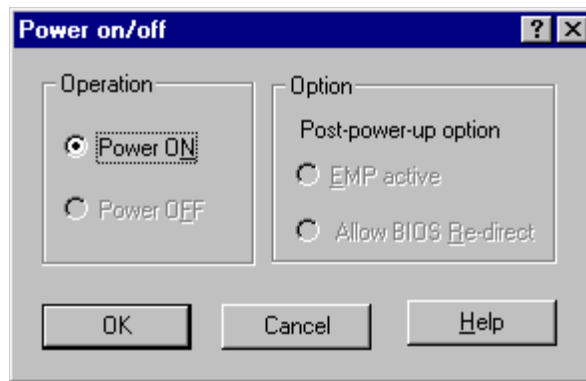 Power on/off
Operation
Power ON
Power OFF
Option
Post-power-up option
EMP active
Allow BIOS Re-direct
OK
Cancel
Help